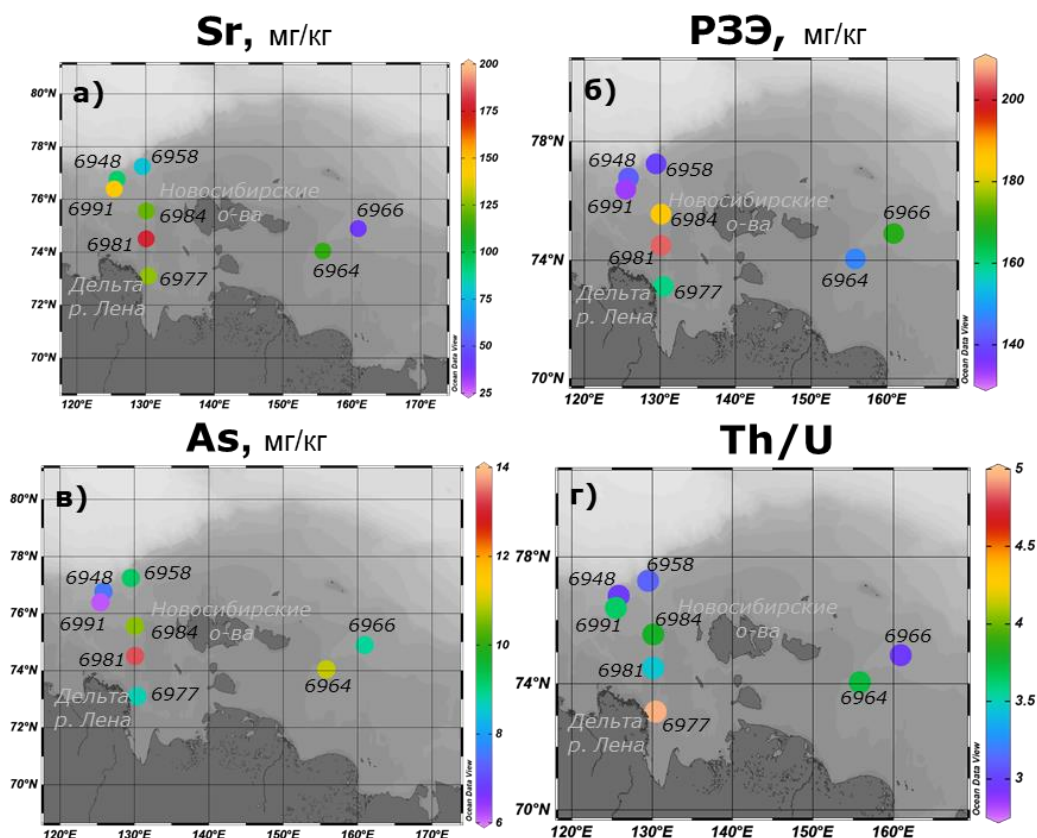 Sr, мг/кг
а)
80°N
78°N
76°N
74°N
72°N
70°N
120°E
130°E
140°E
150°E
160°E
170°E
6948
6958
6991
6984
6981
6977
6966
6964
Новосибирские
о-ва
Дельта
р. Лена
200
175
150
125
100
75
50
25
Ocean Data View
РЗЭ, мг/кг
б)
78°N
74°N
70°N
120°E
130°E
140°E
150°E
160°E
6948
6958
6991
6984
6981
6977
6966
6964
Новосибирские
о-ва
Дельта
р. Лена
200
180
160
140
Ocean Data View
As, мг/кг
в)
80°N
78°N
76°N
74°N
72°N
70°N
120°E
130°E
140°E
150°E
160°E
170°E
6948
6958
6991
6984
6981
6977
6966
6964
Новосибирские
о-ва
Дельта
р. Лена
14
12
10
8
6
Ocean Data View
Th/U
г)
78°N
74°N
70°N
120°E
130°E
140°E
150°E
160°E
6948
6958
6991
6984
6981
6977
6966
6964
Новосибирские
о-ва
Дельта
р. Лена
5
4.5
4
3.5
3
Ocean Data View